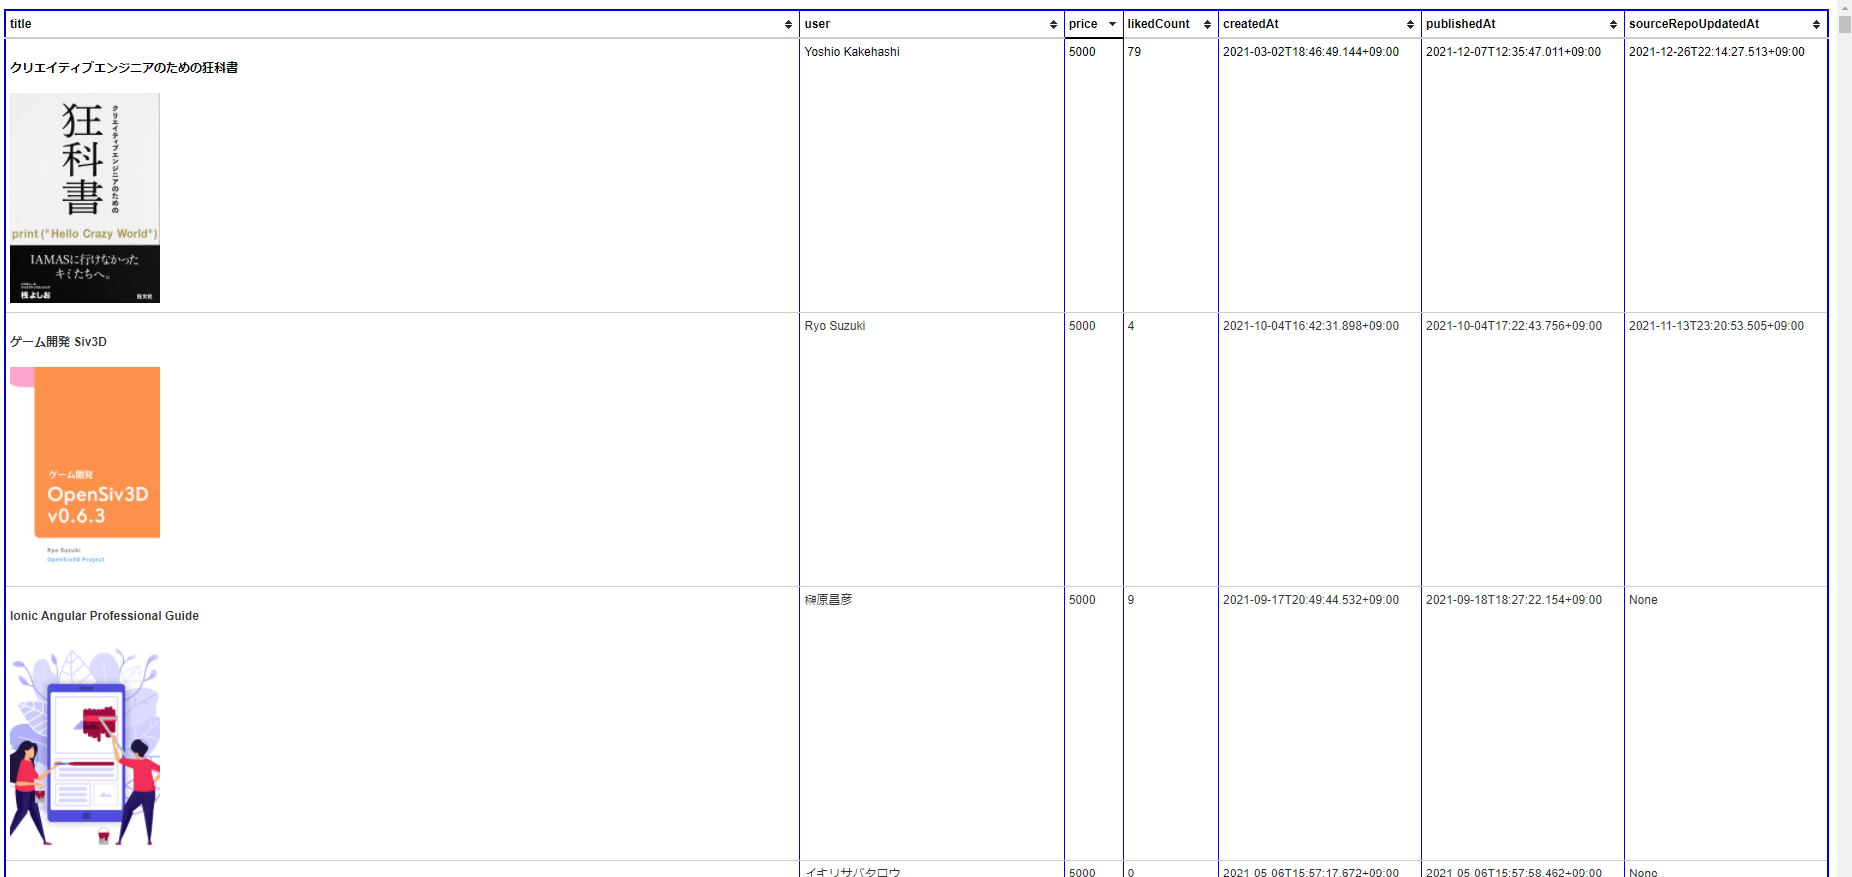 title user price likedCount createdAt publishedAt sourceRepoUpdatedAt
クリエイティブエンジニアのための狂科書 Yoshio Kakehashi 5000 79 2021-03-02T18:46:49.144+09:00 2021-12-07T12:35:47.011+09:00 2021-12-26T22:14:27.513+09:00
狂科書
クリエイティブエンジニアのための
print ("Hello Crazy World")
IAMASに行けなかった
キミたちへ。
桟 よしお
ゲーム開発 Siv3D Ryo Suzuki 5000 4 2021-10-04T16:42:31.898+09:00 2021-10-04T17:22:43.756+09:00 2021-11-13T23:20:53.505+09:00
ゲーム開発
OpenSiv3D
v0.6.3
Ryo Suzuki
OpenSiv3D Project
Ionic Angular Professional Guide 榊原昌彦 5000 9 2021-09-17T20:49:44.532+09:00 2021-09-18T18:27:22.154+09:00 None
イキリサバタロウ 5000 0 2021-05-06T15:57:17.672+09:00 2021-05-06T15:57:58.462+09:00 None